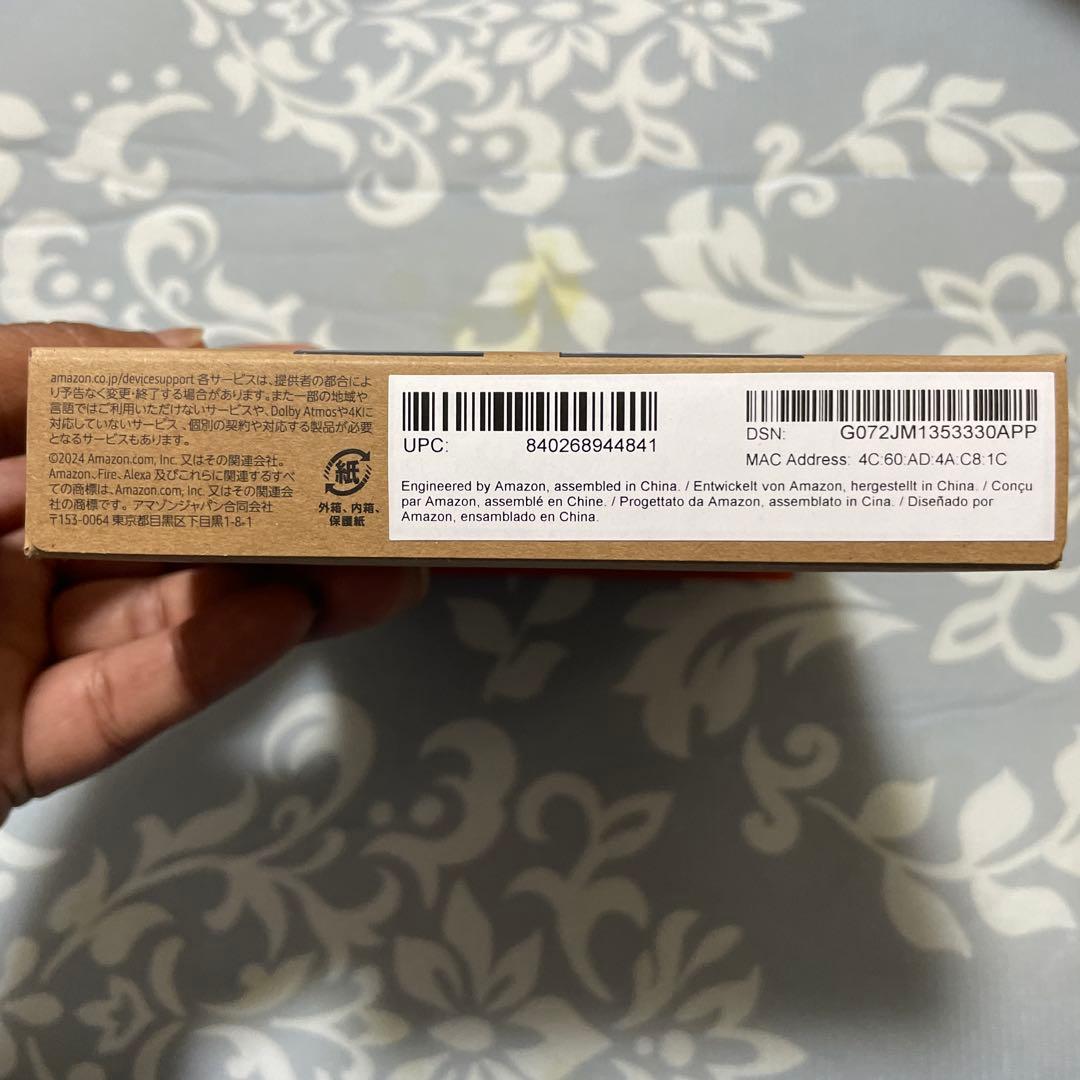 amazon.co.jp/devicesupport 各サービスは、提供者の都合によ
り予告なく変更・終了する場合があります。また一部の地域や
言語ではご利用いただけないサービスや、Dolby Atmosや4Kに
対応していないサービス、個別の契約や対応する製品が必要
となるサービスもあります。
©2024 Amazon.com, Inc. 又はその関連会社。
Amazon、Fire、Alexa 及びこれらに関連するすべ
ての商標は、Amazon.com, Inc. 又はその関連会
社の商標です。アマゾンジャパン合同会社
〒153-0064 東京都目黒区下目黒1-8-1
紙
外箱、内箱、
保護紙
UPC: 840268944841
Engineered by Amazon, assembled in China. / Entwickelt von Amazon, hergestellt in China. / Conçu
par Amazon, assemblé en Chine. / Progettato da Amazon, assemblato in Cina. / Diseñado por
Amazon, ensamblado en China.
DSN: G072JM1353330APP
MAC Address: 4C:60:AD:4A:C8:1C